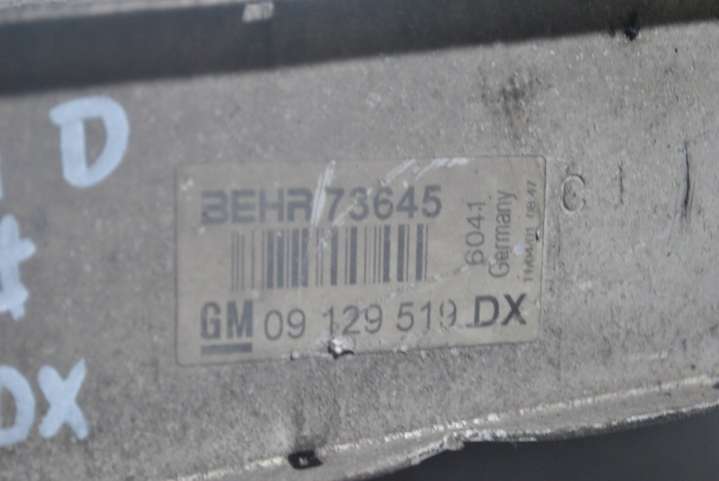 D
BEHR 73645
6041
Germany
GM 09 129 519 DX
DX